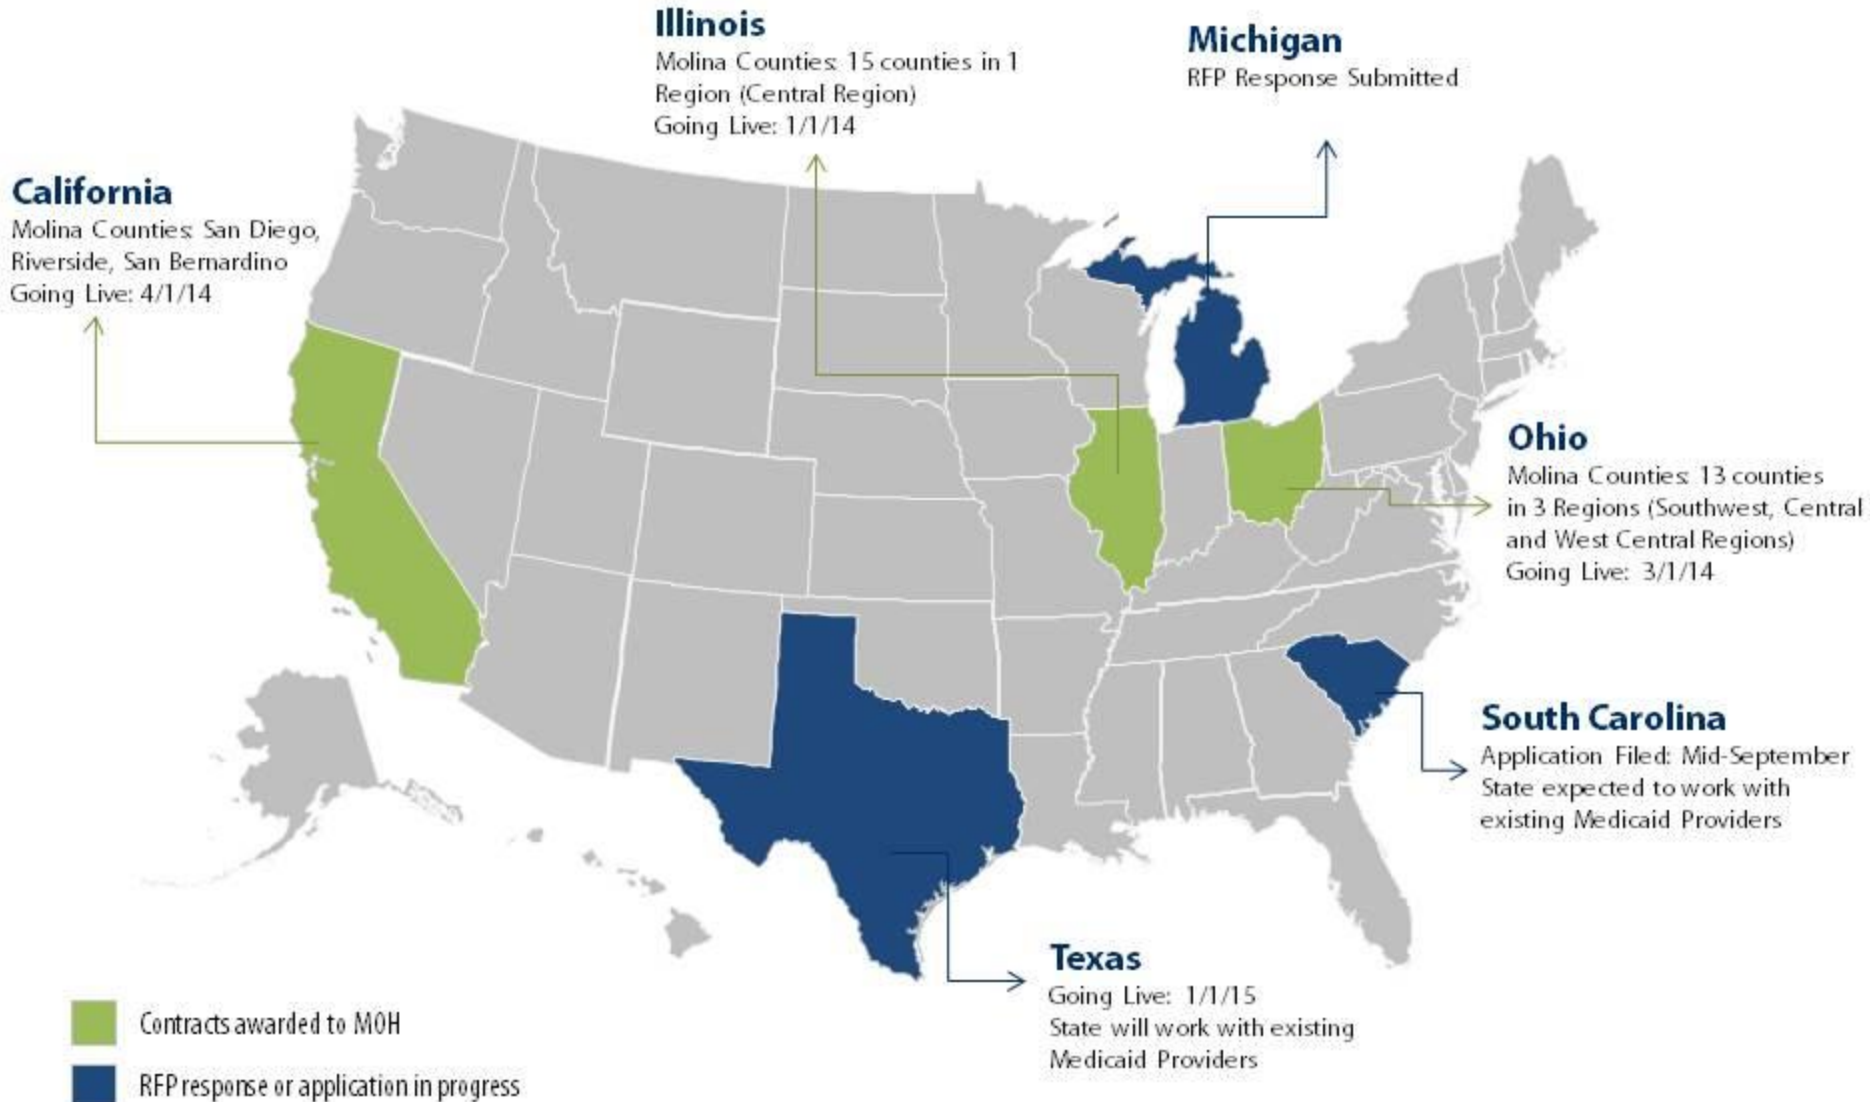 Illinois
Molina Counties: 15 counties in 1
Region (Central Region)
Going Live: 1/1/14
Michigan
RFP Response Submitted
California
Molina Counties: San Diego,
Riverside, San Bernardino
Going Live: 4/1/14
Ohio
Molina Counties: 13 counties
in 3 Regions (Southwest, Central
and West Central Regions)
Going Live: 3/1/14
South Carolina
Application Filed: Mid-September
State expected to work with
existing Medicaid Providers
Texas
Going Live: 1/1/15
State will work with existing
Medicaid Providers
Contracts awarded to MOH
RFP response or application in progress